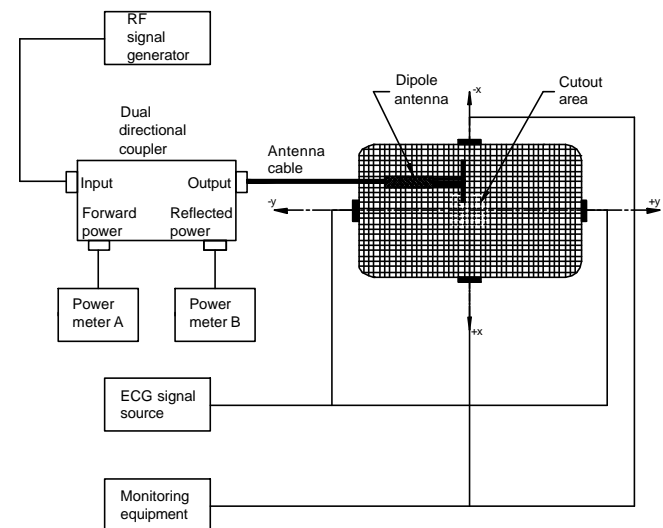 RF
signal
generator
Dual
directional
coupler
Antenna
cable
Dipole
antenna
Cutout
area
-x
Input
Output
Forward
power
Reflected
power
-y
+y
Power
meter A
Power
meter B
+x
ECG signal
source
Monitoring
equipment